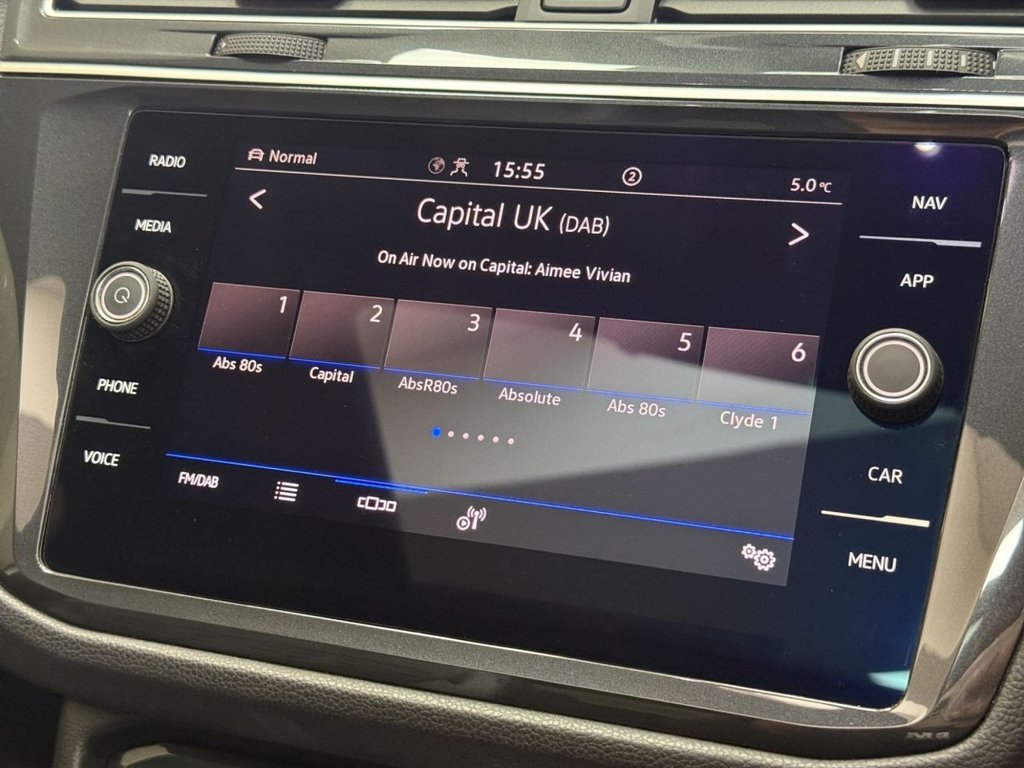 RADIO
MEDIA
PHONE
VOICE
Normal
15:55
2
5.0°C
Capital UK (DAB)
On Air Now on Capital: Aimee Vivian
1 2 3 4 5 6
Abs 80s Capital AbsR80s Absolute Abs 80s Clyde 1
FM/DAB
NAV
APP
CAR
MENU